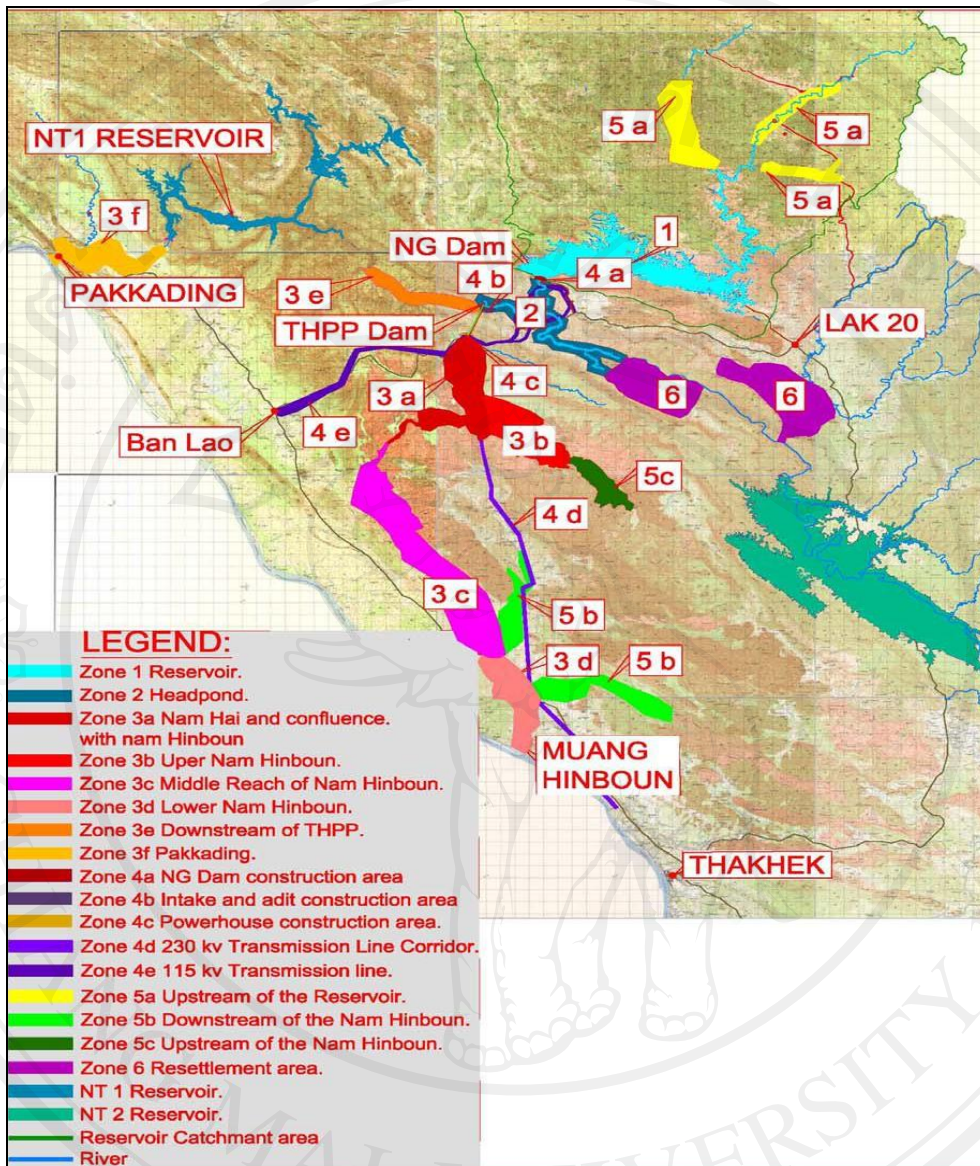 NT1 RESERVOIR
5 a
5 a
5 a
3 f
NG Dam
1
4 b
4 a
PAKKADING
3 e
2
THPP Dam
LAK 20
4 c
3 a
6
6
Ban Lao
4 e
3 b
5c
4 d
3 c
5 b
3 d
5 b
MUANG
HINBOUN
THAKHEK
LEGEND:
Zone 1 Reservoir.
Zone 2 Headpond.
Zone 3a Nam Hai and confluence.
with nam Hinboun
Zone 3b Uper Nam Hinboun.
Zone 3c Middle Reach of Nam Hinboun.
Zone 3d Lower Nam Hinboun.
Zone 3e Downstream of THPP.
Zone 3f Pakkading.
Zone 4a NG Dam construction area
Zone 4b Intake and adit construction area
Zone 4c Powerhouse construction area.
Zone 4d 230 kv Transmission Line Corridor.
Zone 4e 115 kv Transmission line.
Zone 5a Upstream of the Reservoir.
Zone 5b Downstream of the Nam Hinboun.
Zone 5c Upstream of the Nam Hinboun.
Zone 6 Resettlement area.
NT 1 Reservoir.
NT 2 Reservoir.
Reservoir Catchmant area
River